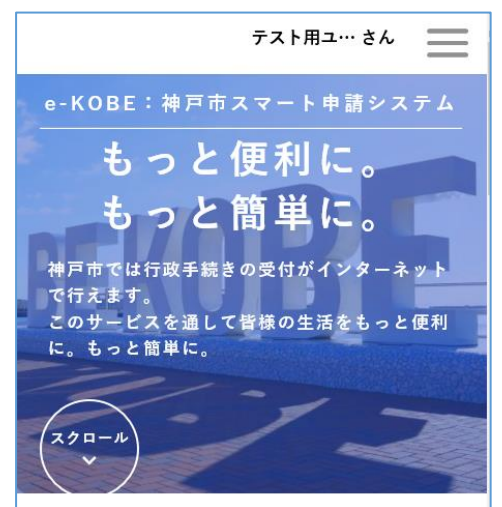 テスト用ユ… さん
e-KOBE：神戸市スマート申請システム
もっと便利に。
もっと簡単に。
神戸市では行政手続きの受付がインターネット
で行えます。
このサービスを通して皆様の生活をもっと便利
に。もっと簡単に。
スクロール
BE KOBE